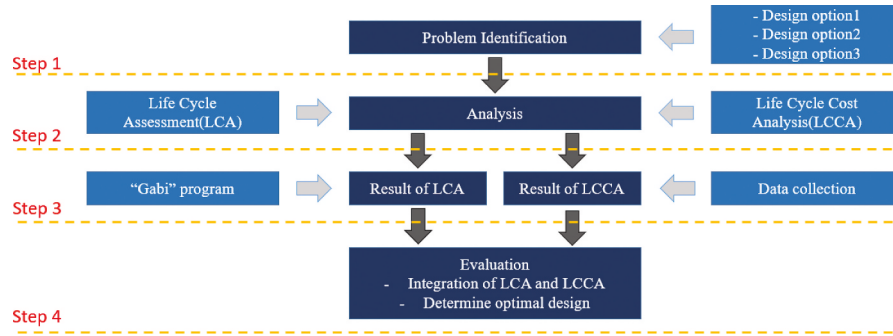 Problem Identification
- Design option1
- Design option2
- Design option3
Step 1
Life Cycle
Assessment(LCA)
Analysis
Life Cycle Cost
Analysis(LCCA)
Step 2
“Gabi” program
Result of LCA
Result of LCCA
Data collection
Step 3
Evaluation
- Integration of LCA and LCCA
- Determine optimal design
Step 4